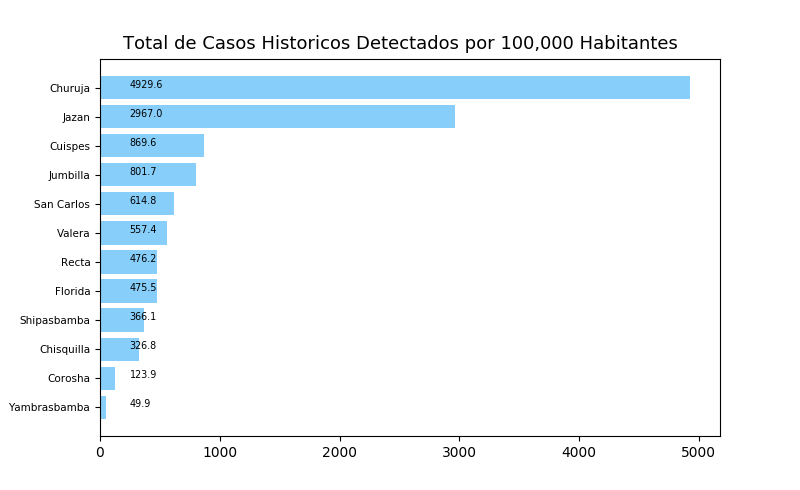 Total de Casos Historicos Detectados por 100,000 Habitantes
Churuja 4929.6
Jazan 2967.0
Cuispes 869.6
Jumbilla 801.7
San Carlos 614.8
Valera 557.4
Recta 476.2
Florida 475.5
Shipasbamba 366.1
Chisquilla 326.8
Corosha 123.9
Yambrasbamba 49.9
0 1000 2000 3000 4000 5000